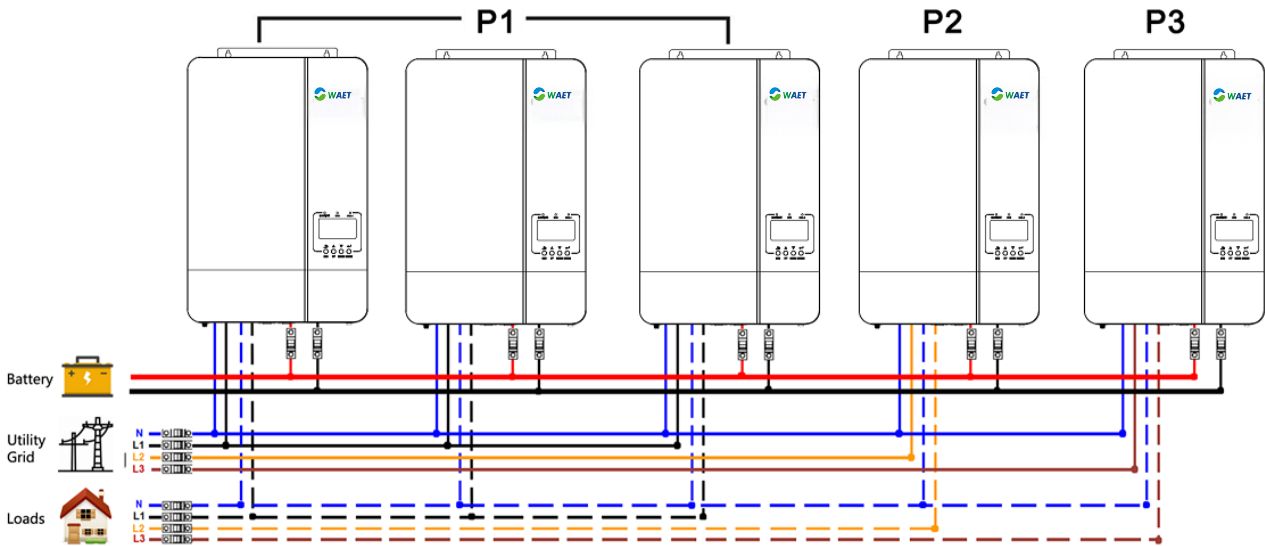 P1 P2 P3
WAET WAET WAET WAET WAET
Battery
Utility
Grid
N
L1
L2
L3
Loads
N
L1
L2
L3